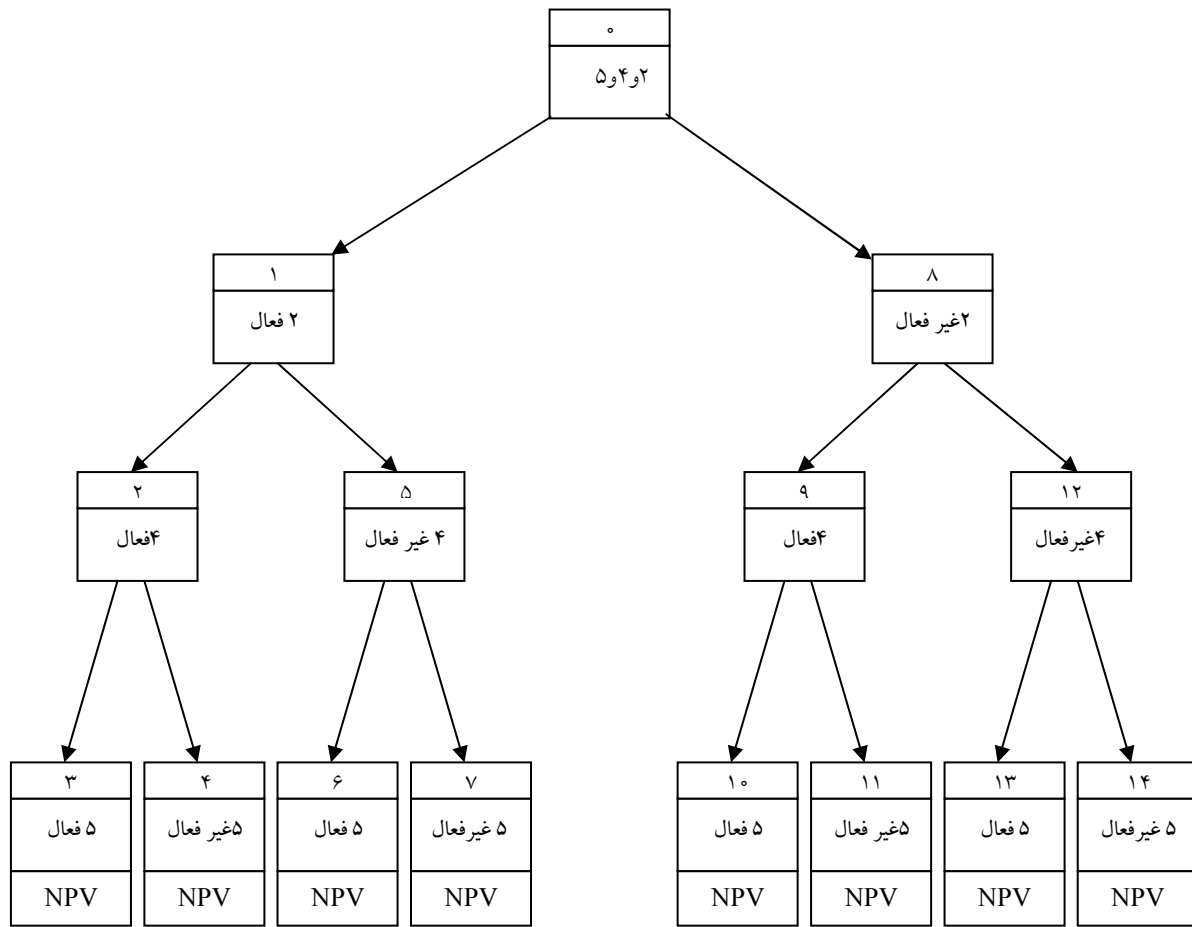 ۰
۲و۴و۵
۱
۲ فعال
۸
۲غیر فعال
۲
۴فعال
۵
۴ غیر فعال
۹
۴فعال
۱۲
۴غیرفعال
۳
۵ فعال
NPV
۴
۵غیر فعال
NPV
۶
۵ فعال
NPV
۷
۵ غیرفعال
NPV
۱۰
۵ فعال
NPV
۱۱
۵غیر فعال
NPV
۱۳
۵ فعال
NPV
۱۴
۵ غیرفعال
NPV